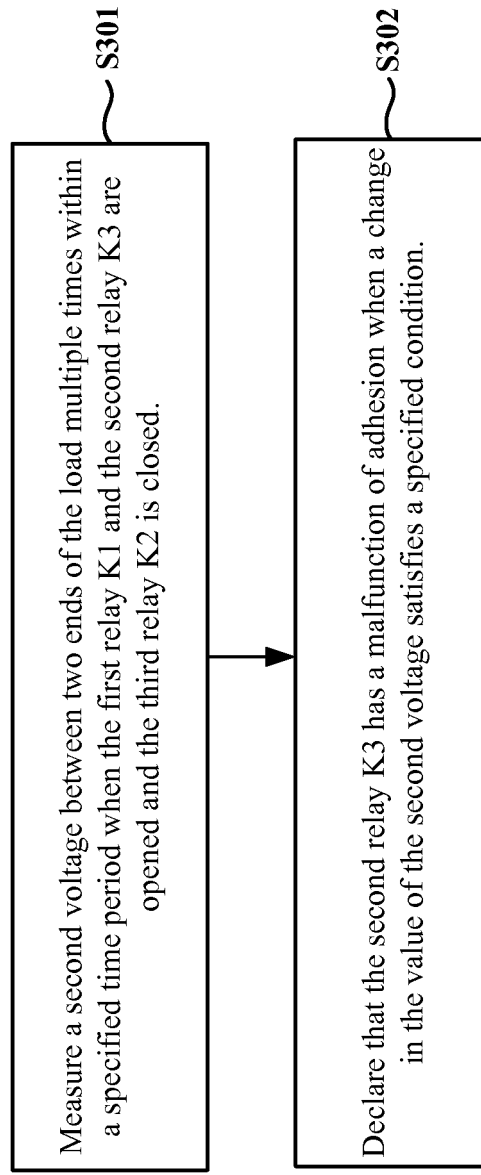 Measure a second voltage between two ends of the load multiple times within
a specified time period when the first relay K1 and the second relay K3 are
opened and the third relay K2 is closed.
S301
Declare that the second relay K3 has a malfunction of adhesion when a change
in the value of the second voltage satisfies a specified condition.
S302